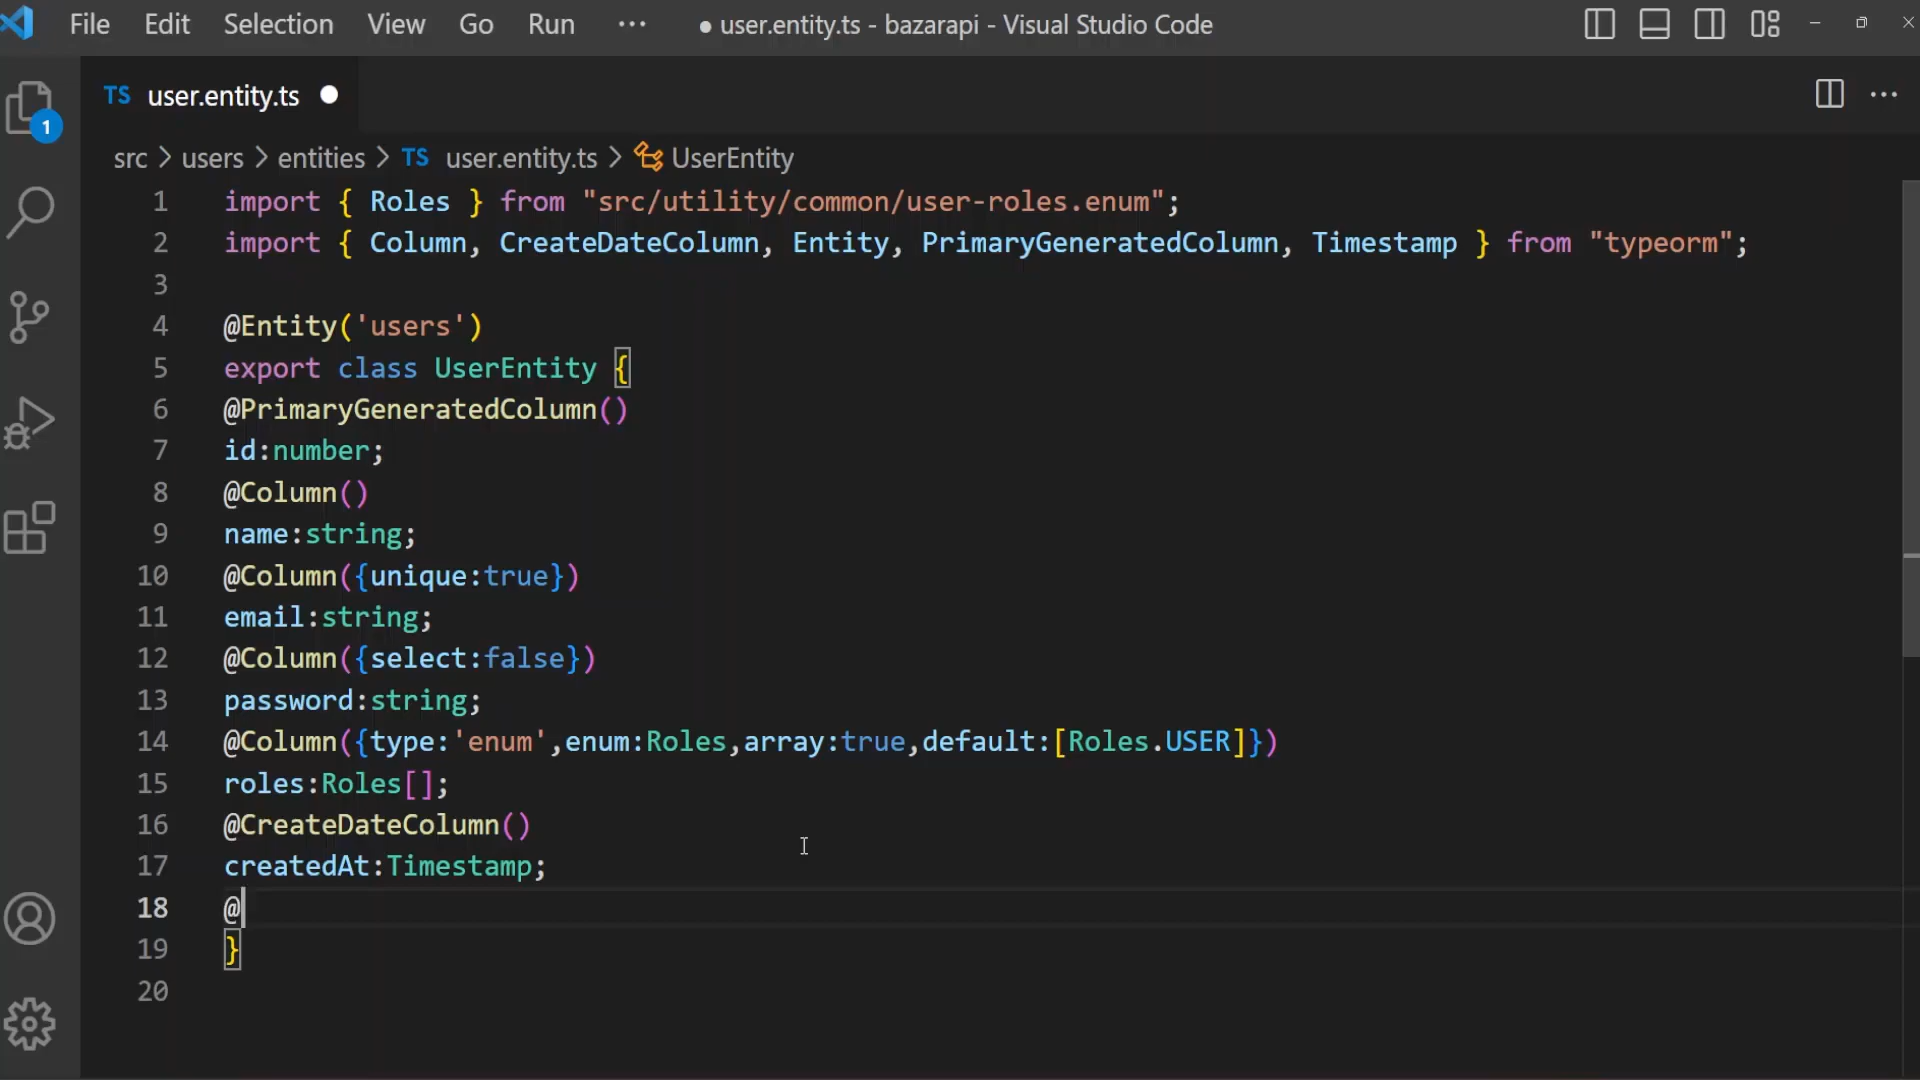 File Edit Selection View Go Run ··· ● user.entity.ts - bazarapi - Visual Studio Code
TS user.entity.ts ●
1
src > users > entities > TS user.entity.ts > UserEntity
1 import { Roles } from "src/utility/common/user-roles.enum";
2 import { Column, CreateDateColumn, Entity, PrimaryGeneratedColumn, Timestamp } from "typeorm";
3
4 @Entity('users')
5 export class UserEntity {
6 @PrimaryGeneratedColumn()
7 id:number;
8 @Column()
9 name:string;
10 @Column({unique:true})
11 email:string;
12 @Column({select:false})
13 password:string;
14 @Column({type:'enum',enum:Roles,array:true,default:[Roles.USER]})
15 roles:Roles[];
16 @CreateDateColumn()
17 createdAt:Timestamp;
18 @
19 }
20